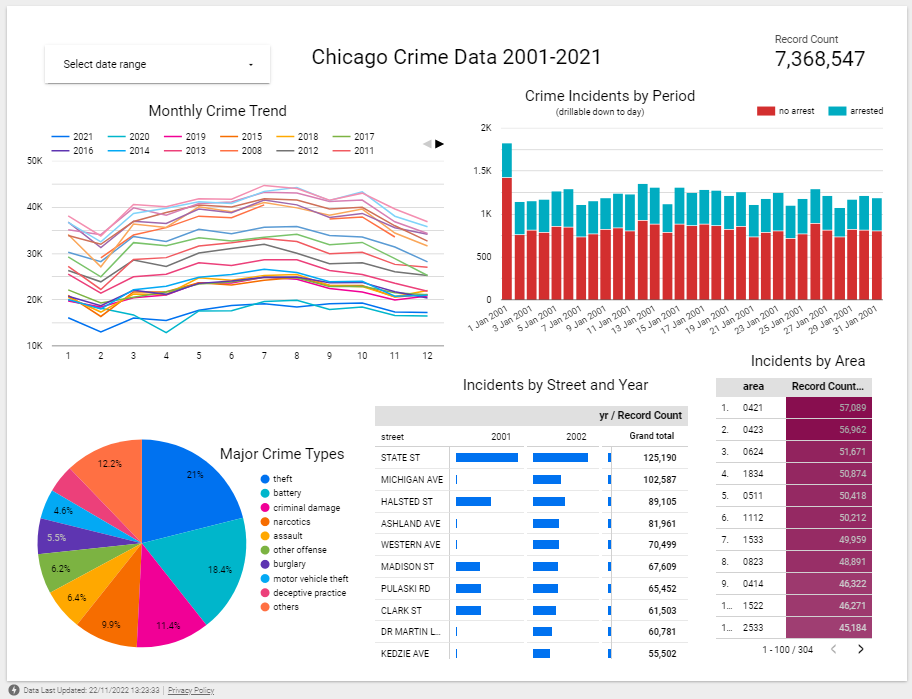 Select date range
Chicago Crime Data 2001-2021
Record Count
7,368,547
Monthly Crime Trend
2021 2020 2019 2015 2018 2017
2016 2014 2013 2008 2012 2011
50K
40K
30K
20K
10K
1 2 3 4 5 6 7 8 9 10 11 12
Crime Incidents by Period
(drillable down to day)
no arrest arrested
2K
1.5K
1K
500
0
1 Jan 2001 3 Jan 2001 5 Jan 2001 7 Jan 2001 9 Jan 2001 11 Jan 2001 13 Jan 2001 15 Jan 2001 17 Jan 2001 19 Jan 2001 21 Jan 2001 23 Jan 2001 25 Jan 2001 27 Jan 2001 29 Jan 2001 31 Jan 2001
Major Crime Types
21%
18.4%
11.4%
9.9%
6.4%
6.2%
5.5%
4.6%
12.2%
theft
battery
criminal damage
narcotics
assault
other offense
burglary
motor vehicle theft
deceptive practice
others
Incidents by Street and Year
yr / Record Count
street 2001 2002 Grand total
STATE ST 125,190
MICHIGAN AVE 102,587
HALSTED ST 89,105
ASHLAND AVE 81,961
WESTERN AVE 70,499
MADISON ST 67,609
PULASKI RD 65,452
CLARK ST 61,503
DR MARTIN L... 60,781
KEDZIE AVE 55,502
Incidents by Area
area Record Count...
1. 0421 57,089
2. 0423 56,962
3. 0624 51,671
4. 1834 50,874
5. 0511 50,418
6. 1112 50,212
7. 1533 49,959
8. 0823 48,891
9. 0414 46,322
1... 1522 46,271
1... 2533 45,184
1 - 100 / 304
Data Last Updated: 22/11/2022 13:23:33 | Privacy Policy